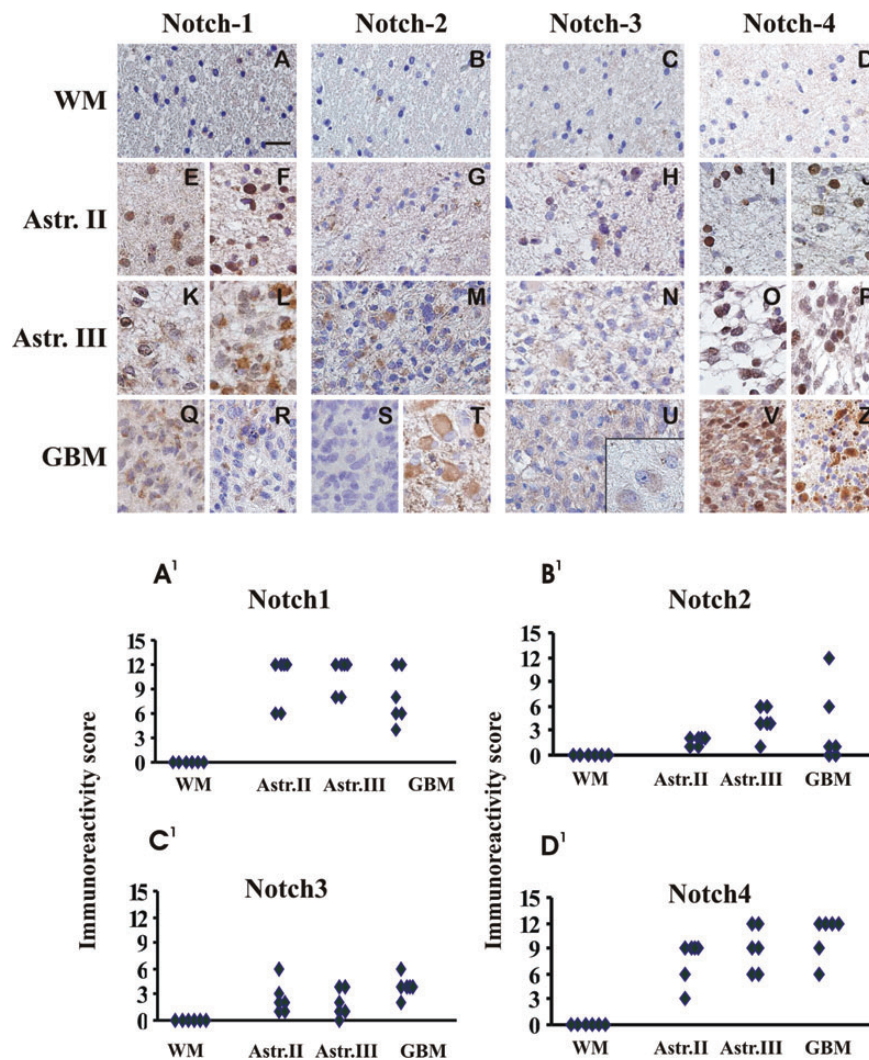 Notch-1 Notch-2 Notch-3 Notch-4
WM A B C D
Astr. II E F G H I J
Astr. III K L M N O P
GBM Q R S T U V Z
A¹ B¹
Notch1 Notch2
Immunoreactivity score
15 15
12 12
9 9
6 6
3 3
0 0
WM Astr.II Astr.III GBM WM Astr.II Astr.III GBM
C¹ D¹
Notch3 Notch4
Immunoreactivity score
15 15
12 12
9 9
6 6
3 3
0 0
WM Astr.II Astr.III GBM WM Astr.II Astr.III GBM